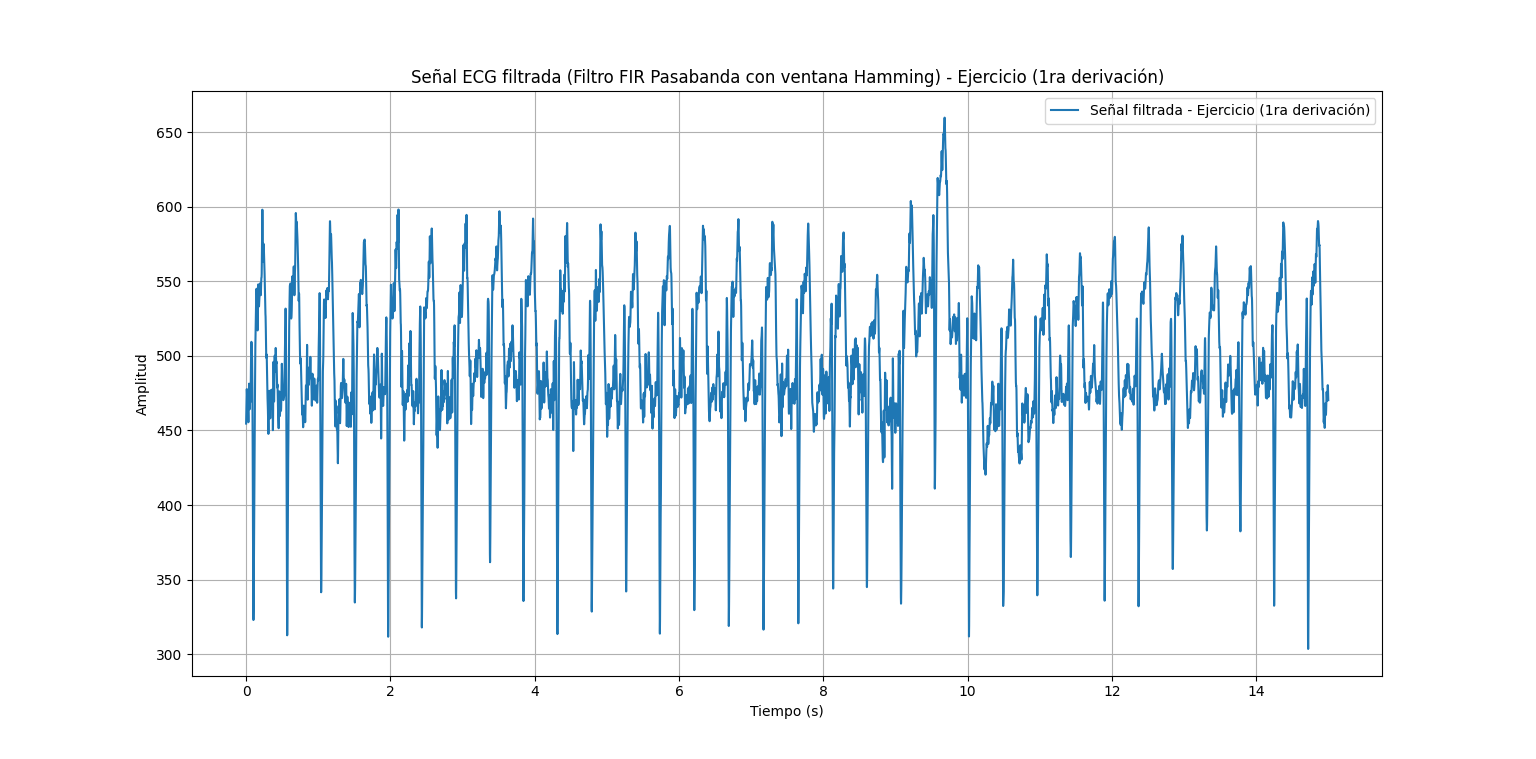 Señal ECG filtrada (Filtro FIR Pasabanda con ventana Hamming) - Ejercicio (1ra derivación)
Señal filtrada - Ejercicio (1ra derivación)
Amplitud
650
600
550
500
450
400
350
300
0 2 4 6 8 10 12 14
Tiempo (s)